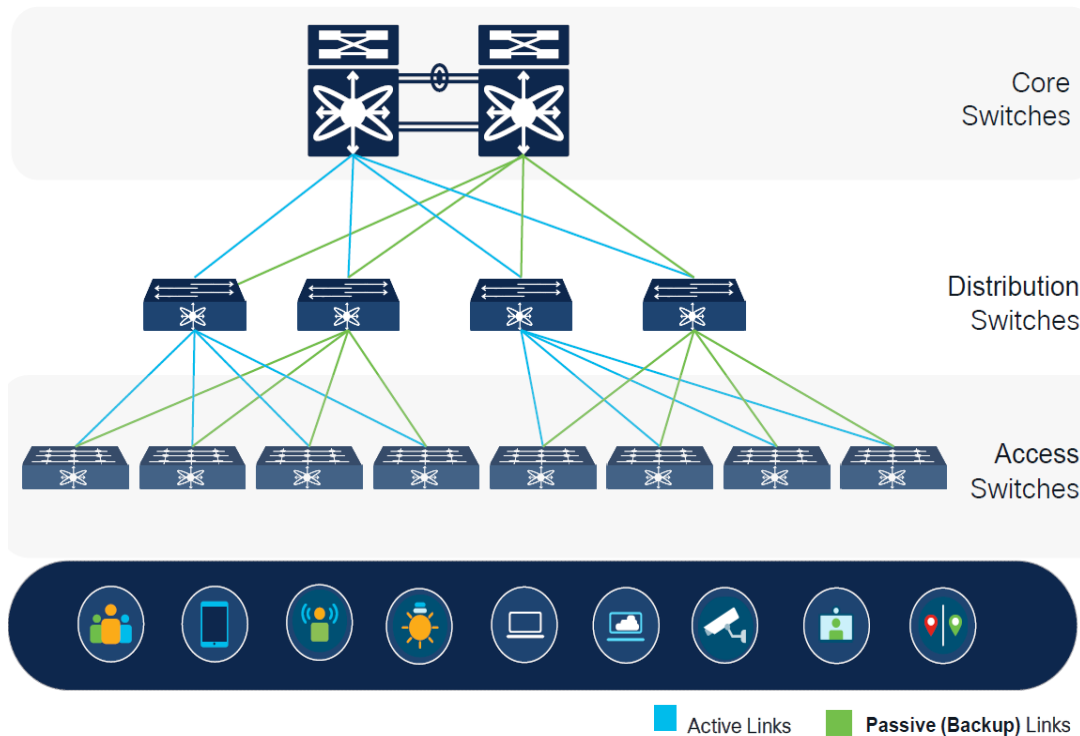 Core
Switches
Distribution
Switches
Access
Switches
Active Links
Passive (Backup) Links